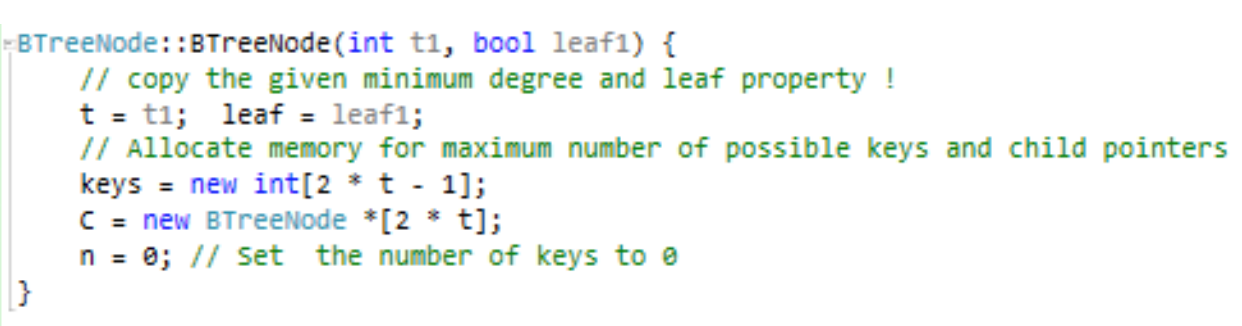 BTreeNode::BTreeNode(int t1, bool leaf1) {
    // copy the given minimum degree and leaf property !
    t = t1;  leaf = leaf1;
    // Allocate memory for maximum number of possible keys and child pointers
    keys = new int[2 * t - 1];
    C = new BTreeNode *[2 * t];
    n = 0; // Set  the number of keys to 0
}